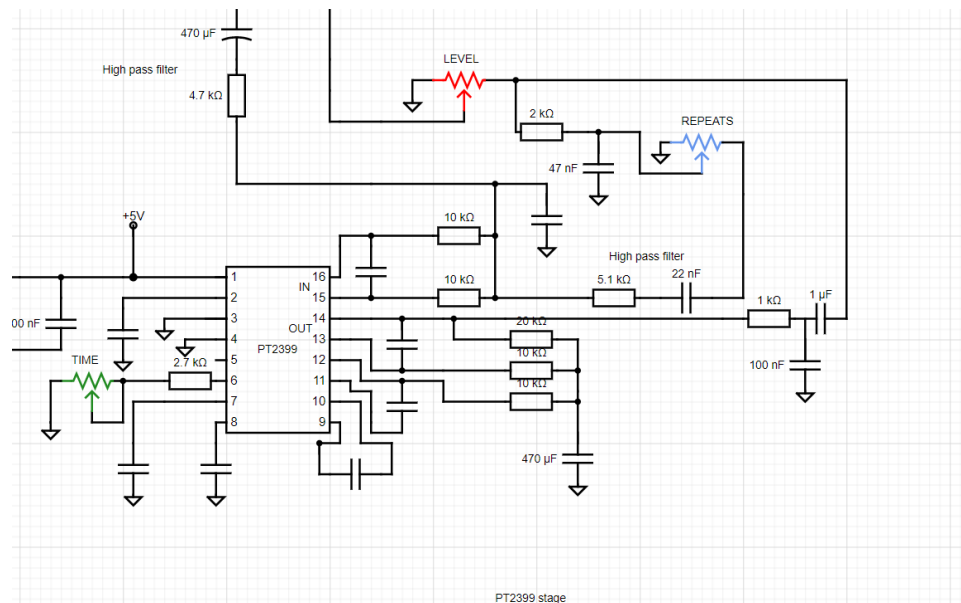 470 µF
High pass filter
4.7 kΩ
LEVEL
2 kΩ
REPEATS
47 nF
+5V
10 kΩ
High pass filter
10 kΩ
5.1 kΩ
22 nF
1 µF
1 kΩ
00 nF
1
2
3
4
5
6
7
8
16
15
14
13
12
11
10
9
IN
OUT
PT2399
20 kΩ
10 kΩ
10 kΩ
100 nF
TIME
2.7 kΩ
470 µF
PT2399 stage